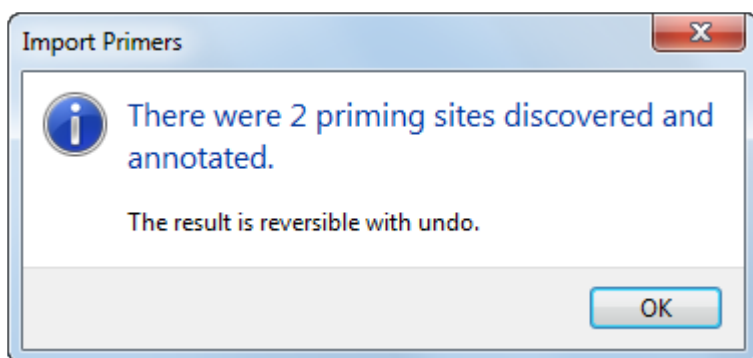 Import Primers
There were 2 priming sites discovered and
annotated.
The result is reversible with undo.
OK